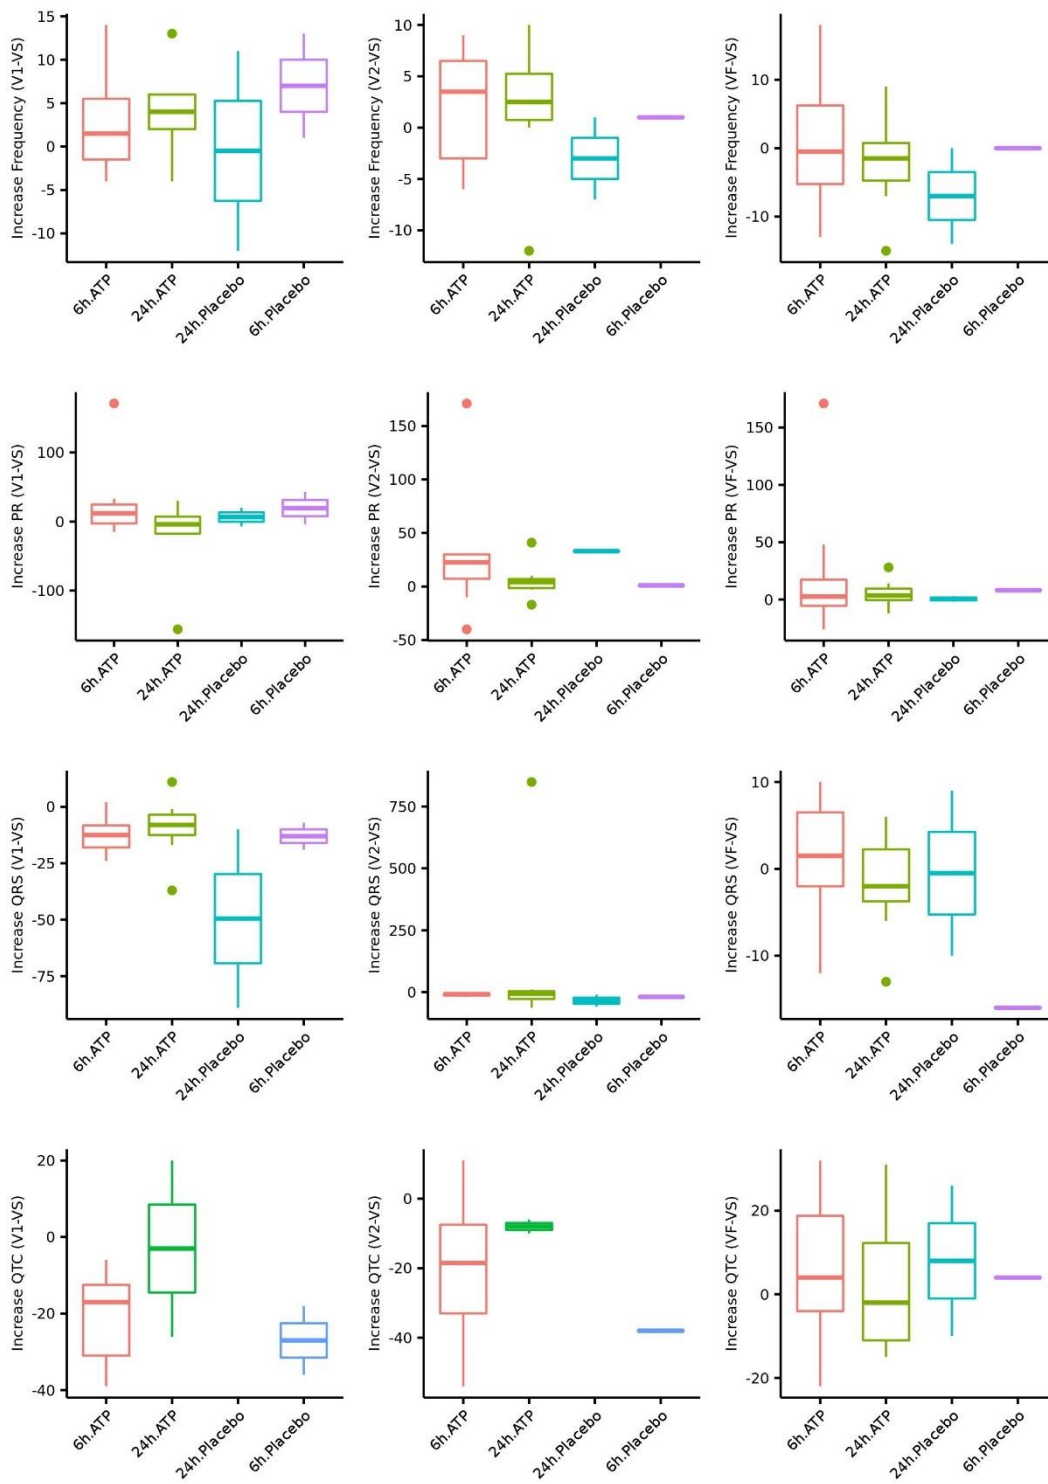 Increase Frequency (V1-VS)
15
10
5
0
-5
-10
6h.ATP
24h.ATP
24h.Placebo
6h.Placebo
Increase Frequency (V2-VS)
10
5
0
-5
-10
6h.ATP
24h.ATP
24h.Placebo
6h.Placebo
Increase Frequency (VF-VS)
10
0
-10
6h.ATP
24h.ATP
24h.Placebo
6h.Placebo
Increase PR (V1-VS)
100
0
-100
6h.ATP
24h.ATP
24h.Placebo
6h.Placebo
Increase PR (V2-VS)
150
100
50
0
-50
6h.ATP
24h.ATP
24h.Placebo
6h.Placebo
Increase PR (VF-VS)
150
100
50
0
6h.ATP
24h.ATP
24h.Placebo
6h.Placebo
Increase QRS (V1-VS)
0
-25
-50
-75
6h.ATP
24h.ATP
24h.Placebo
6h.Placebo
Increase QRS (V2-VS)
750
500
250
0
6h.ATP
24h.ATP
24h.Placebo
6h.Placebo
Increase QRS (VF-VS)
10
0
-10
6h.ATP
24h.ATP
24h.Placebo
6h.Placebo
Increase QTC (V1-VS)
20
0
-20
-40
6h.ATP
24h.ATP
24h.Placebo
6h.Placebo
Increase QTC (V2-VS)
0
-20
-40
6h.ATP
24h.ATP
24h.Placebo
6h.Placebo
Increase QTC (VF-VS)
20
0
-20
6h.ATP
24h.ATP
24h.Placebo
6h.Placebo